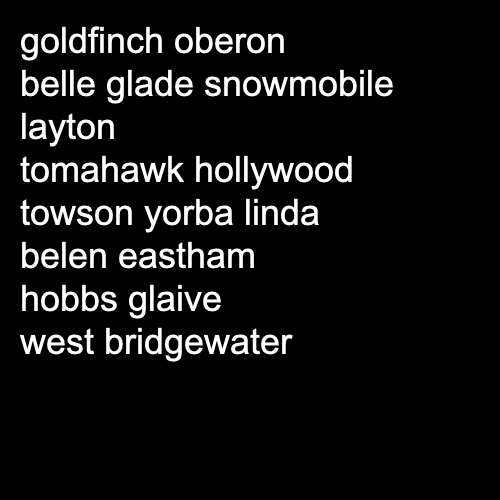 goldfinch oberon
belle glade snowmobile
layton
tomahawk hollywood
towson yorba linda
belen eastham
hobbs glaive
west bridgewater